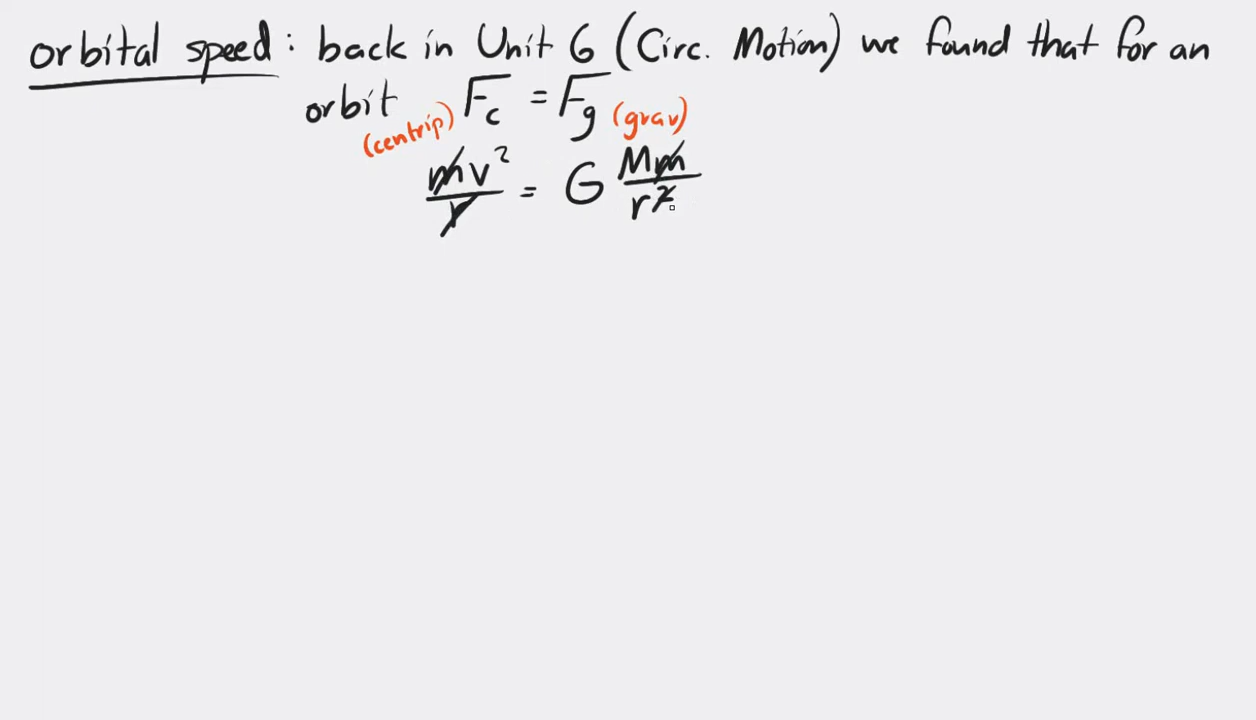 orbital speed: back in Unit 6 (Circ. Motion) we found that for an
orbit Fc = Fg (grav)
(centrip)
mv²/r = G Mm/r²